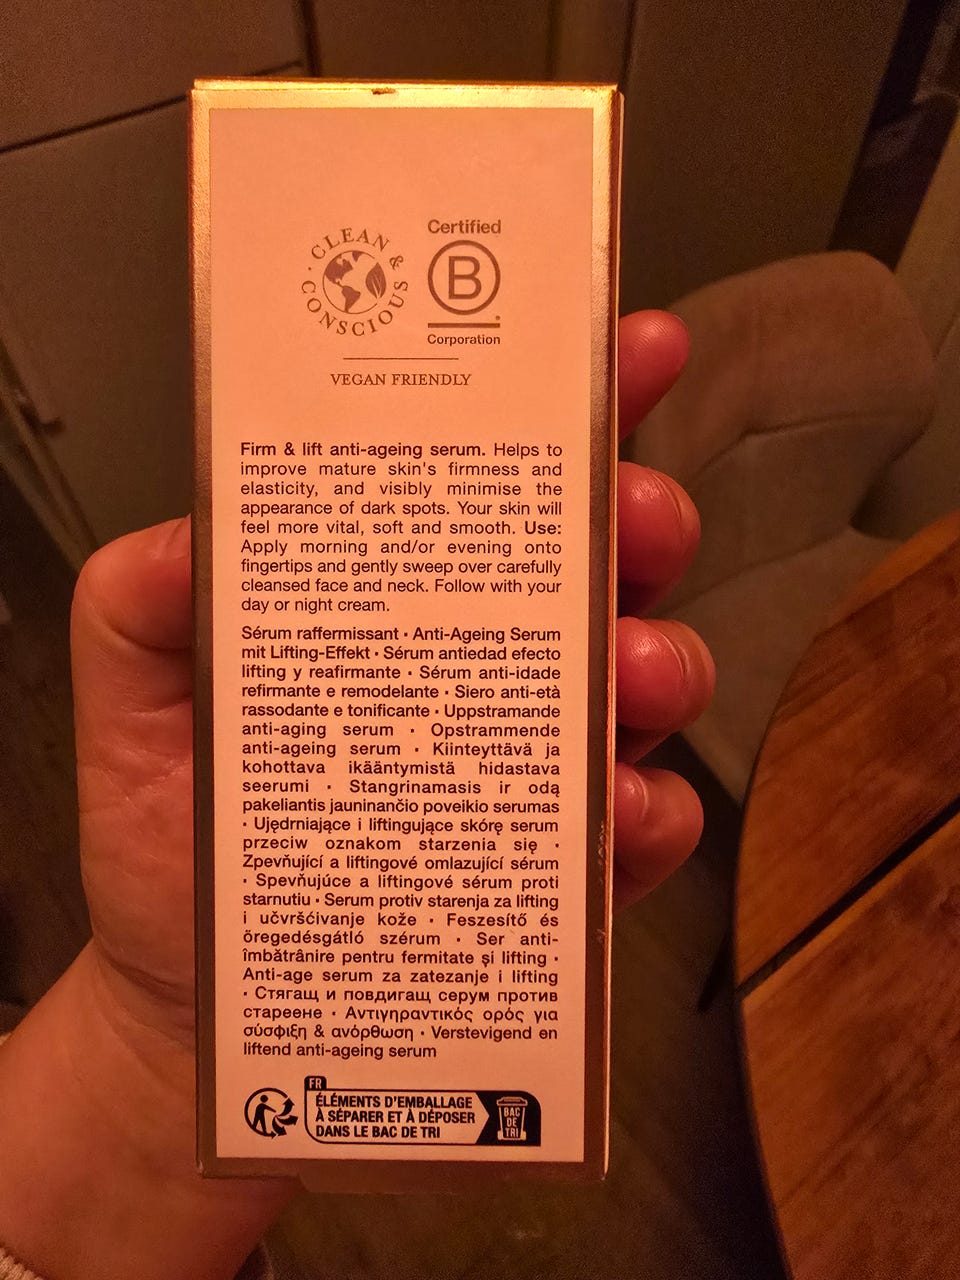 CLEAN & CONSCIOUS
Certified
B
Corporation
VEGAN FRIENDLY
Firm & lift anti-ageing serum. Helps to
improve mature skin's firmness and
elasticity, and visibly minimise the
appearance of dark spots. Your skin will
feel more vital, soft and smooth. Use:
Apply morning and/or evening onto
fingertips and gently sweep over carefully
cleansed face and neck. Follow with your
day or night cream.
Sérum raffermissant · Anti-Ageing Serum
mit Lifting-Effekt · Sérum antiedad efecto
lifting y reafirmante · Sérum anti-idade
refirmante e remodelante · Siero anti-età
rassodante e tonificante · Uppstramande
anti-aging serum · Opstrammende
anti-ageing serum · Kiinteyttävä ja
kohottava ikääntymistä hidastava
seerumi · Stangrinamasis ir odą
pakeliantis jauninančio poveikio serumas
· Ujędrniające i liftingujące skórę serum
przeciw oznakom starzenia się ·
Zpevňující a liftingové omlazující sérum
· Spevňujúce a liftingové sérum proti
starnutiu · Serum protiv starenja za lifting
i učvršćivanje kože · Feszesítő és
öregedésgátló szérum · Ser anti-
îmbătrânire pentru fermitate și lifting ·
Anti-age serum za zatezanje i lifting
· Стягащ и повдигащ серум против
стареене · Αντιγηραντικός ορός για
σύσφιξη & ανόρθωση · Verstevigend en
liftend anti-ageing serum
FR
ÉLÉMENTS D'EMBALLAGE
À SÉPARER ET À DÉPOSER
DANS LE BAC DE TRI
BAC
DE
TRI